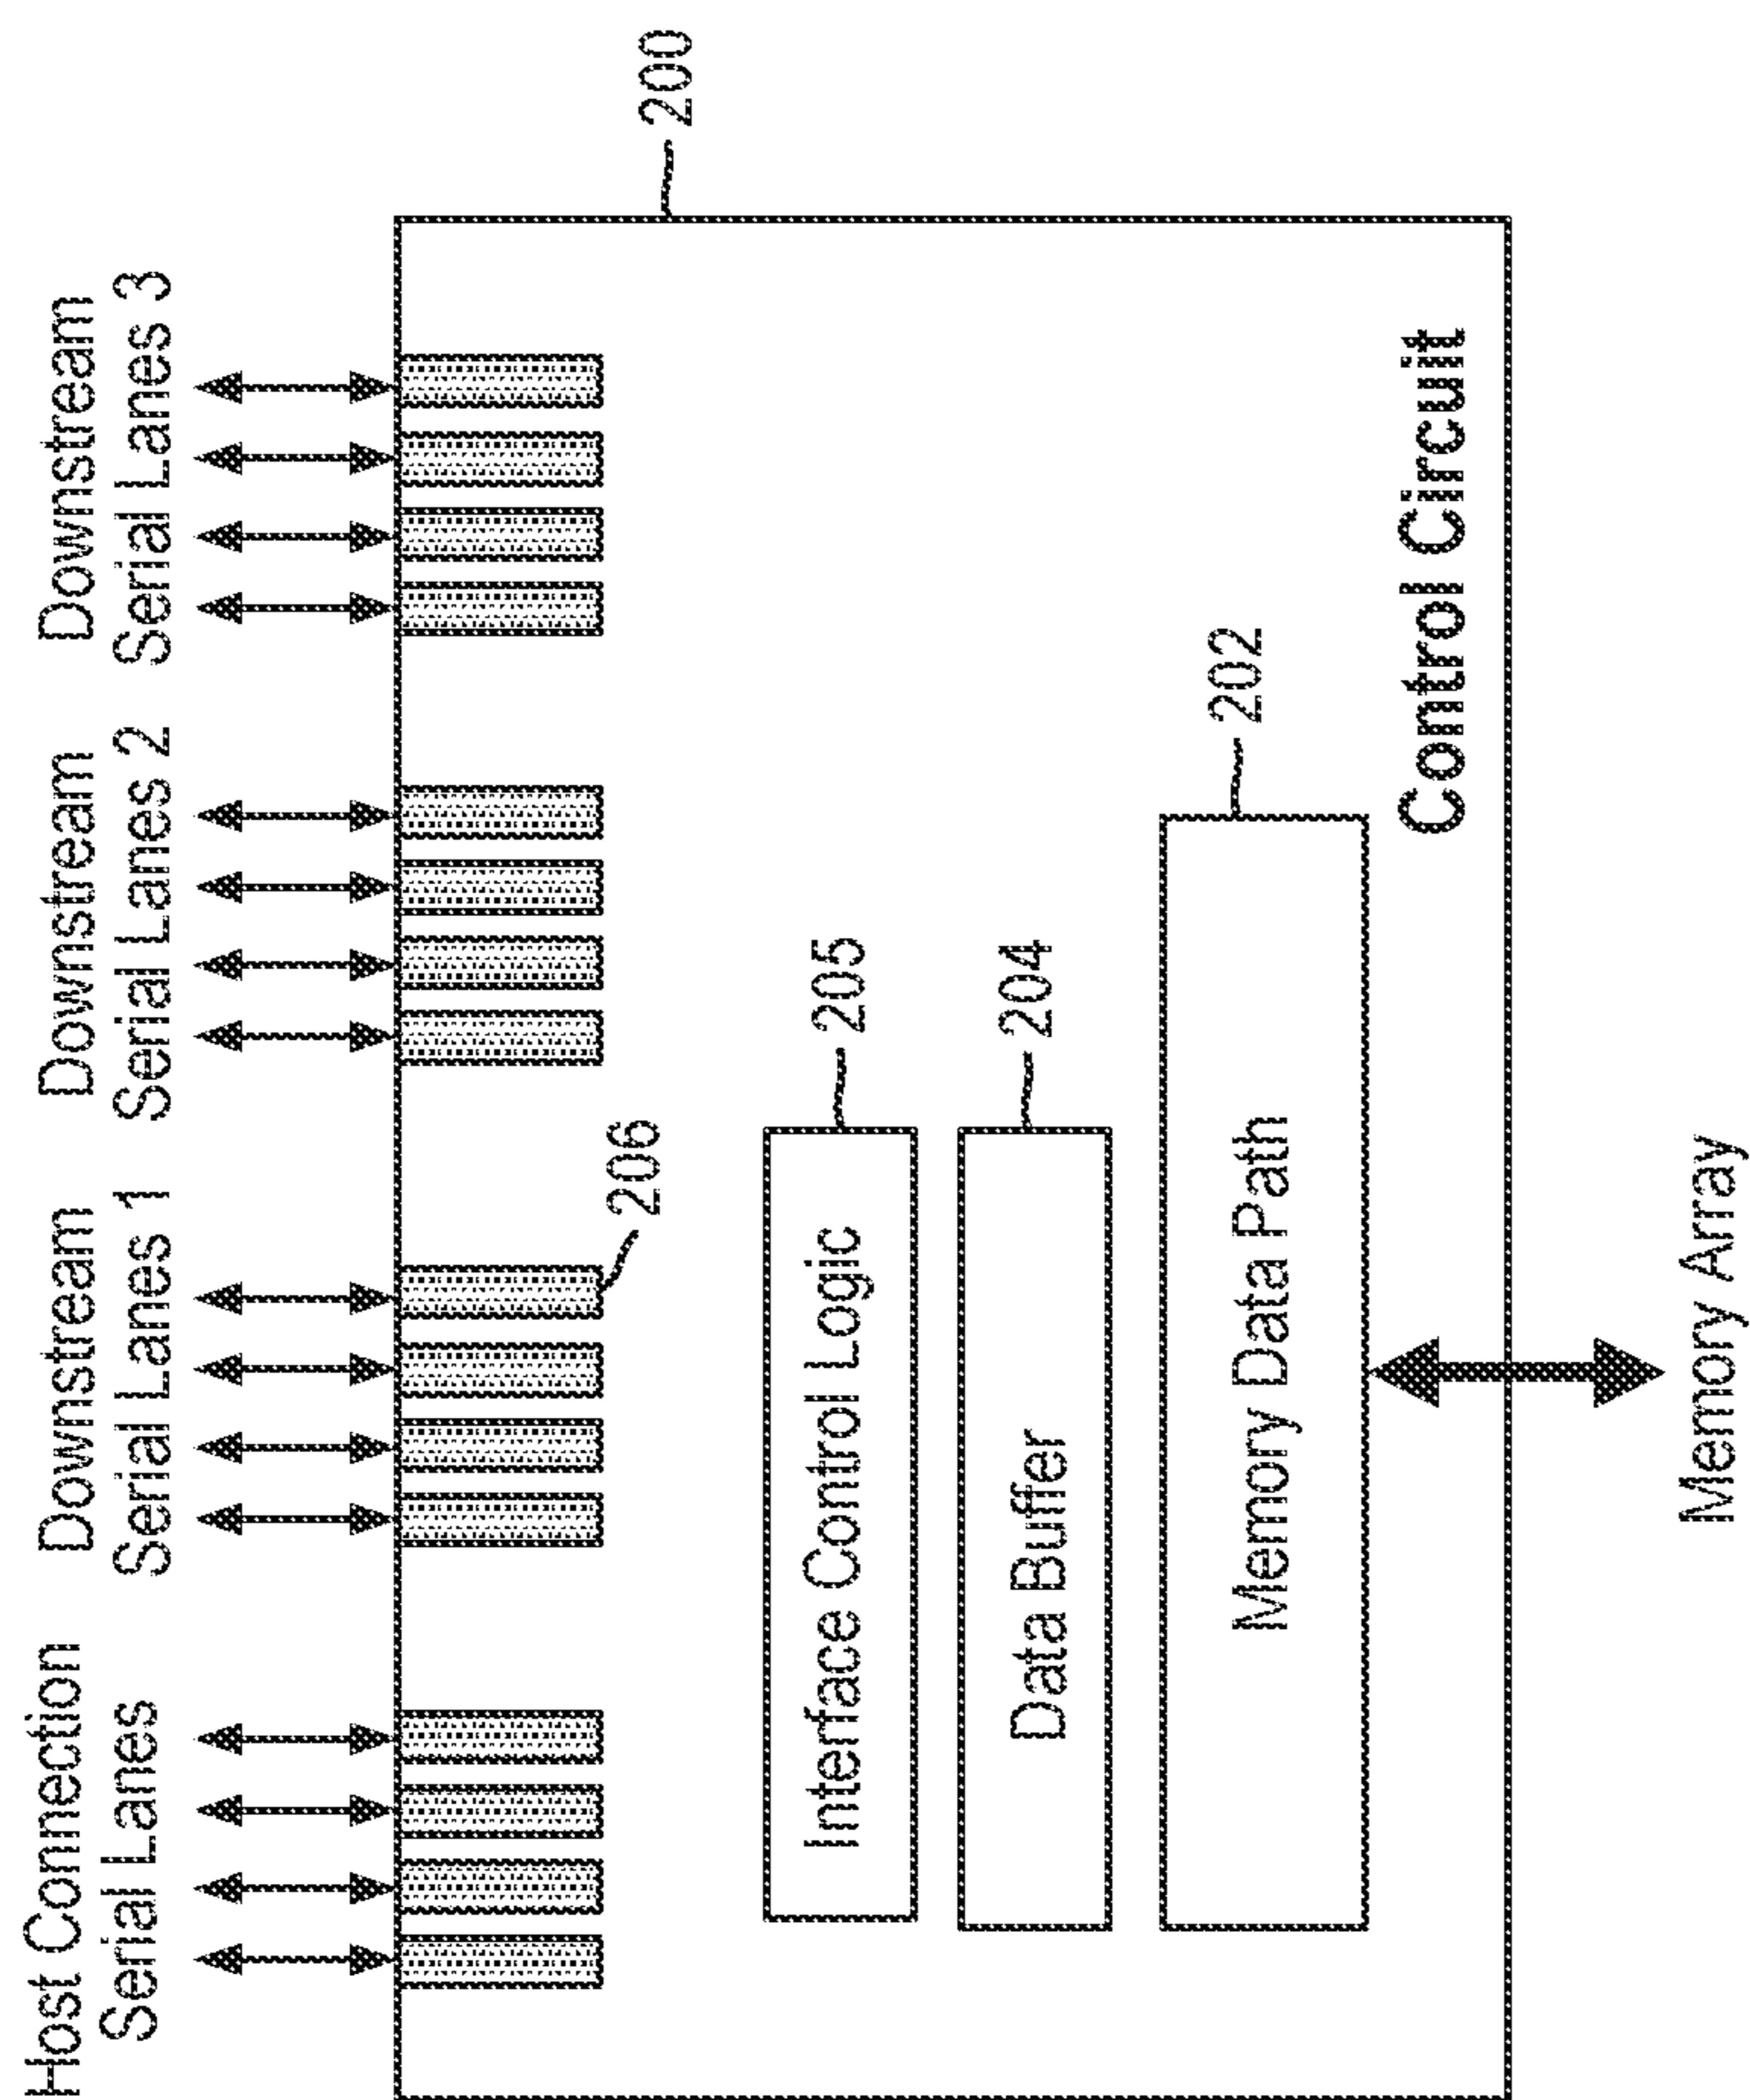 Host Connection
Serial Lanes
Downstream
Serial Lanes 1
Downstream
Serial Lanes 2
Downstream
Serial Lanes 3
200
206
Interface Control Logic
205
Data Buffer
204
Memory Data Path
202
Control Circuit
Memory Array